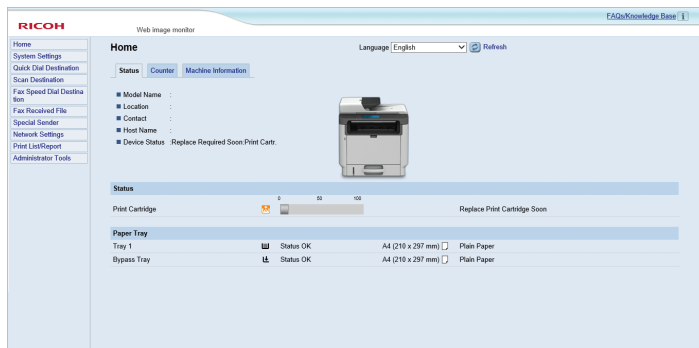 FAQs/Knowledge Base
RICOH
Web image monitor
Home
System Settings
Quick Dial Destination
Scan Destination
Fax Speed Dial Destina
tion
Fax Received File
Special Sender
Network Settings
Print List/Report
Administrator Tools
Home
Language English
Refresh
Status Counter Machine Information
Model Name :
Location :
Contact :
Host Name :
Device Status :Replace Required Soon:Print Cartr.
Status
0 50 100
Print Cartridge Replace Print Cartridge Soon
Paper Tray
Tray 1 Status OK A4 (210 x 297 mm) Plain Paper
Bypass Tray Status OK A4 (210 x 297 mm) Plain Paper